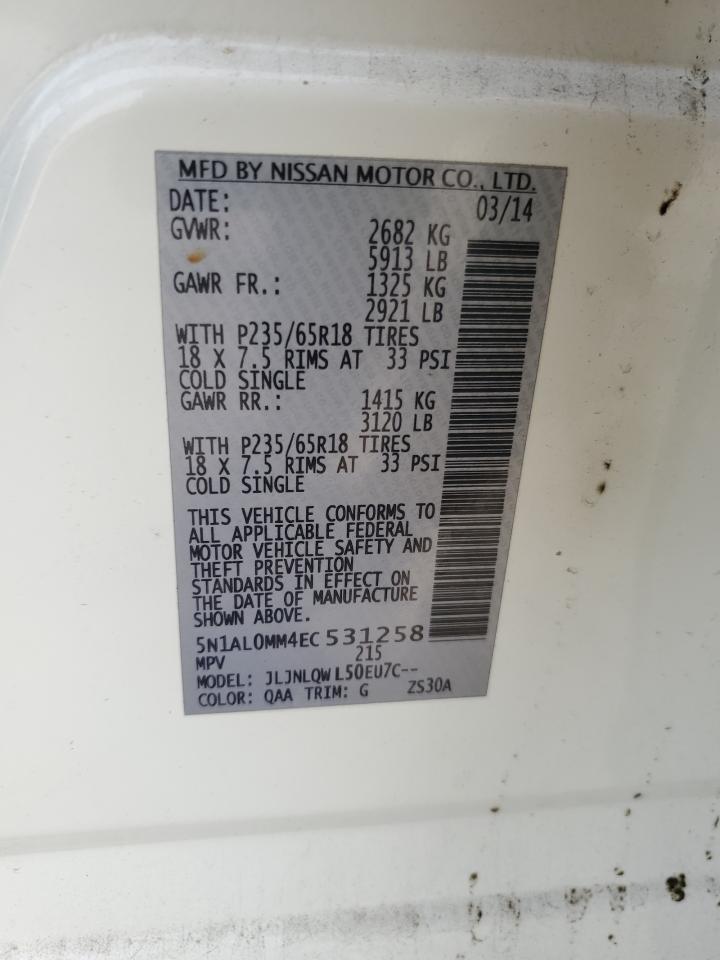 MFD BY NISSAN MOTOR CO., LTD.
DATE: 03/14
GVWR: 2682 KG
5913 LB
GAWR FR.: 1325 KG
2921 LB
WITH P235/65R18 TIRES
18 X 7.5 RIMS AT 33 PSI
COLD SINGLE
GAWR RR.: 1415 KG
3120 LB
WITH P235/65R18 TIRES
18 X 7.5 RIMS AT 33 PSI
COLD SINGLE
THIS VEHICLE CONFORMS TO
ALL APPLICABLE FEDERAL
MOTOR VEHICLE SAFETY AND
THEFT PREVENTION
STANDARDS IN EFFECT ON
THE DATE OF MANUFACTURE
SHOWN ABOVE.
5N1AL0MM4EC 531258
MPV 215
MODEL: JLJNLQW L50EU7C--
COLOR: QAA TRIM: G ZS30A